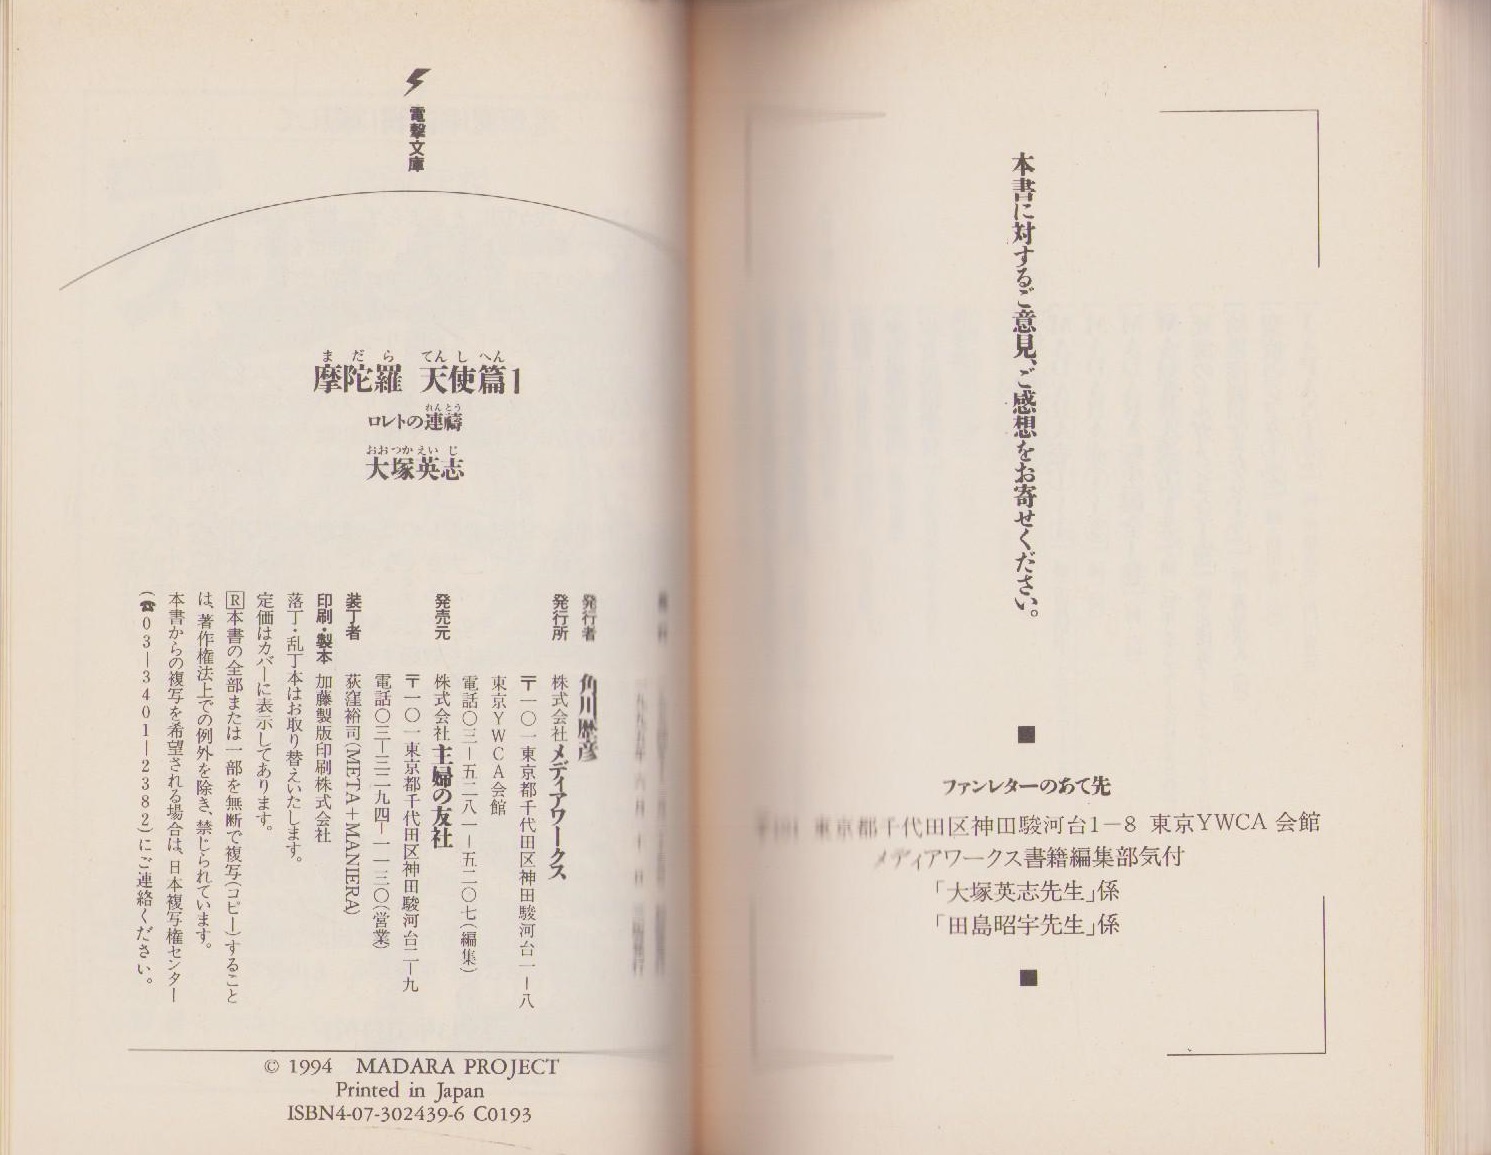 本書に対するご意見、ご感想をお寄せください。
■
ファンレターのあて先
東京都千代田区神田駿河台1-8 東京YWCA会館
メディアワークス書籍編集部気付
「大塚英志先生」係
「田島昭宇先生」係
■
電撃文庫
まだら てんしへん
摩陀羅 天使篇1
れんとう
ロレトの連禱
おおつかえいじ
大塚英志
発行者 角川歴彦
発行所 株式会社メディアワークス
〒一〇一 東京都千代田区神田駿河台一-八
東京YWCA会館
電話〇三-五二八一-五二〇七(編集)
発売元 株式会社主婦の友社
〒一〇一 東京都千代田区神田駿河台二-九
電話〇三-三二九四-一一三〇(営業)
装丁者 荻窪裕司(META+MANIERA)
印刷・製本 加藤製版印刷株式会社
落丁・乱丁本はお取り替えいたします。
定価はカバーに表示してあります。
Ⓡ本書の全部または一部を無断で複写(コピー)すること
は、著作権法上での例外を除き、禁じられています。
本書からの複写を希望される場合は、日本複写権センター
(☎03-3401-2382)にご連絡ください。
© 1994 MADARA PROJECT
Printed in Japan
ISBN4-07-302439-6 C0193